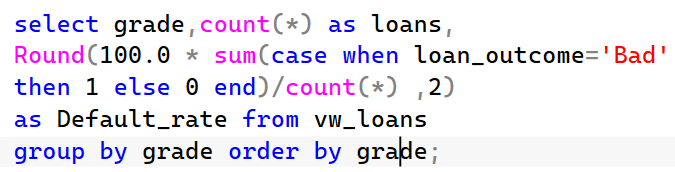 select grade,count(*) as loans,
Round(100.0 * sum(case when loan_outcome='Bad'
then 1 else 0 end)/count(*) ,2)
as Default_rate from vw_loans
group by grade order by grade;